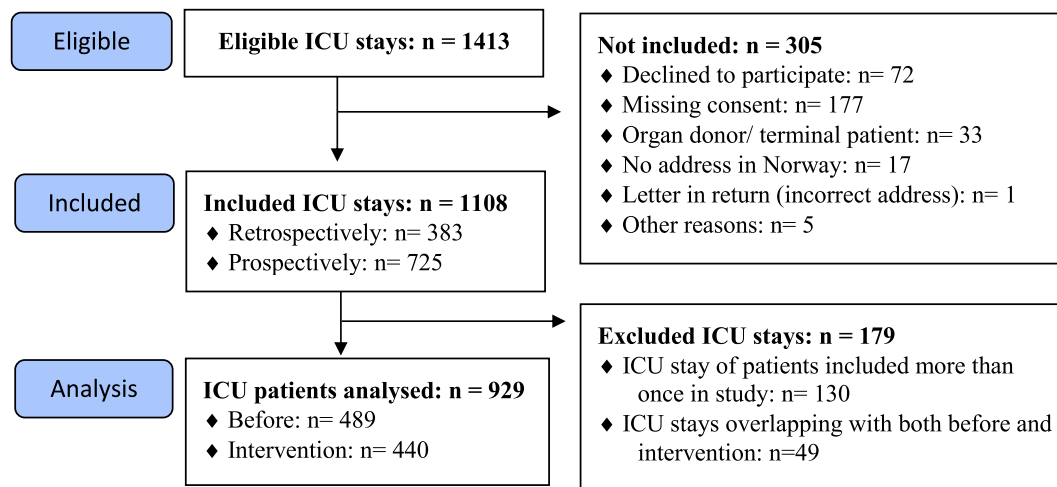 Eligible
Eligible ICU stays: n = 1413
Not included: n = 305
♦ Declined to participate: n= 72
♦ Missing consent: n= 177
♦ Organ donor/ terminal patient: n= 33
♦ No address in Norway: n= 17
♦ Letter in return (incorrect address): n= 1
♦ Other reasons: n= 5
Included
Included ICU stays: n = 1108
♦ Retrospectively: n= 383
♦ Prospectively: n= 725
Excluded ICU stays: n = 179
♦ ICU stay of patients included more than
once in study: n= 130
♦ ICU stays overlapping with both before and
intervention: n=49
Analysis
ICU patients analysed: n = 929
♦ Before: n= 489
♦ Intervention: n= 440